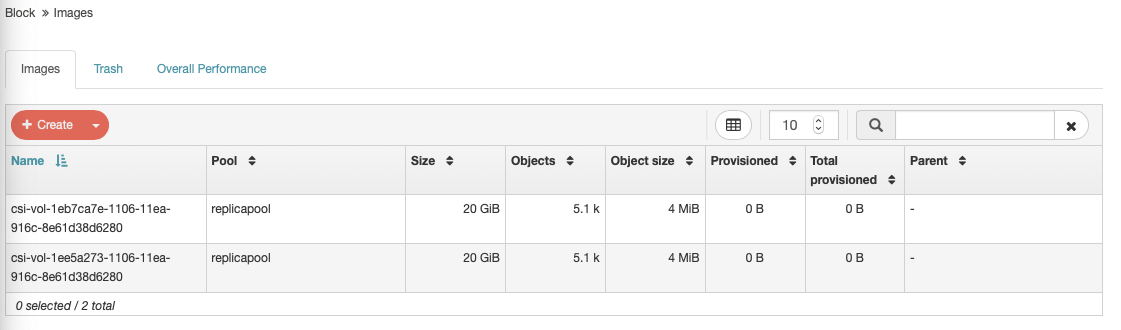 Block » Images
Images Trash Overall Performance
+ Create 10
Name Pool Size Objects Object size Provisioned Total provisioned Parent
csi-vol-1eb7ca7e-1106-11ea-916c-8e61d38d6280 replicapool 20 GiB 5.1 k 4 MiB 0 B 0 B -
csi-vol-1ee5a273-1106-11ea-916c-8e61d38d6280 replicapool 20 GiB 5.1 k 4 MiB 0 B 0 B -
0 selected / 2 total